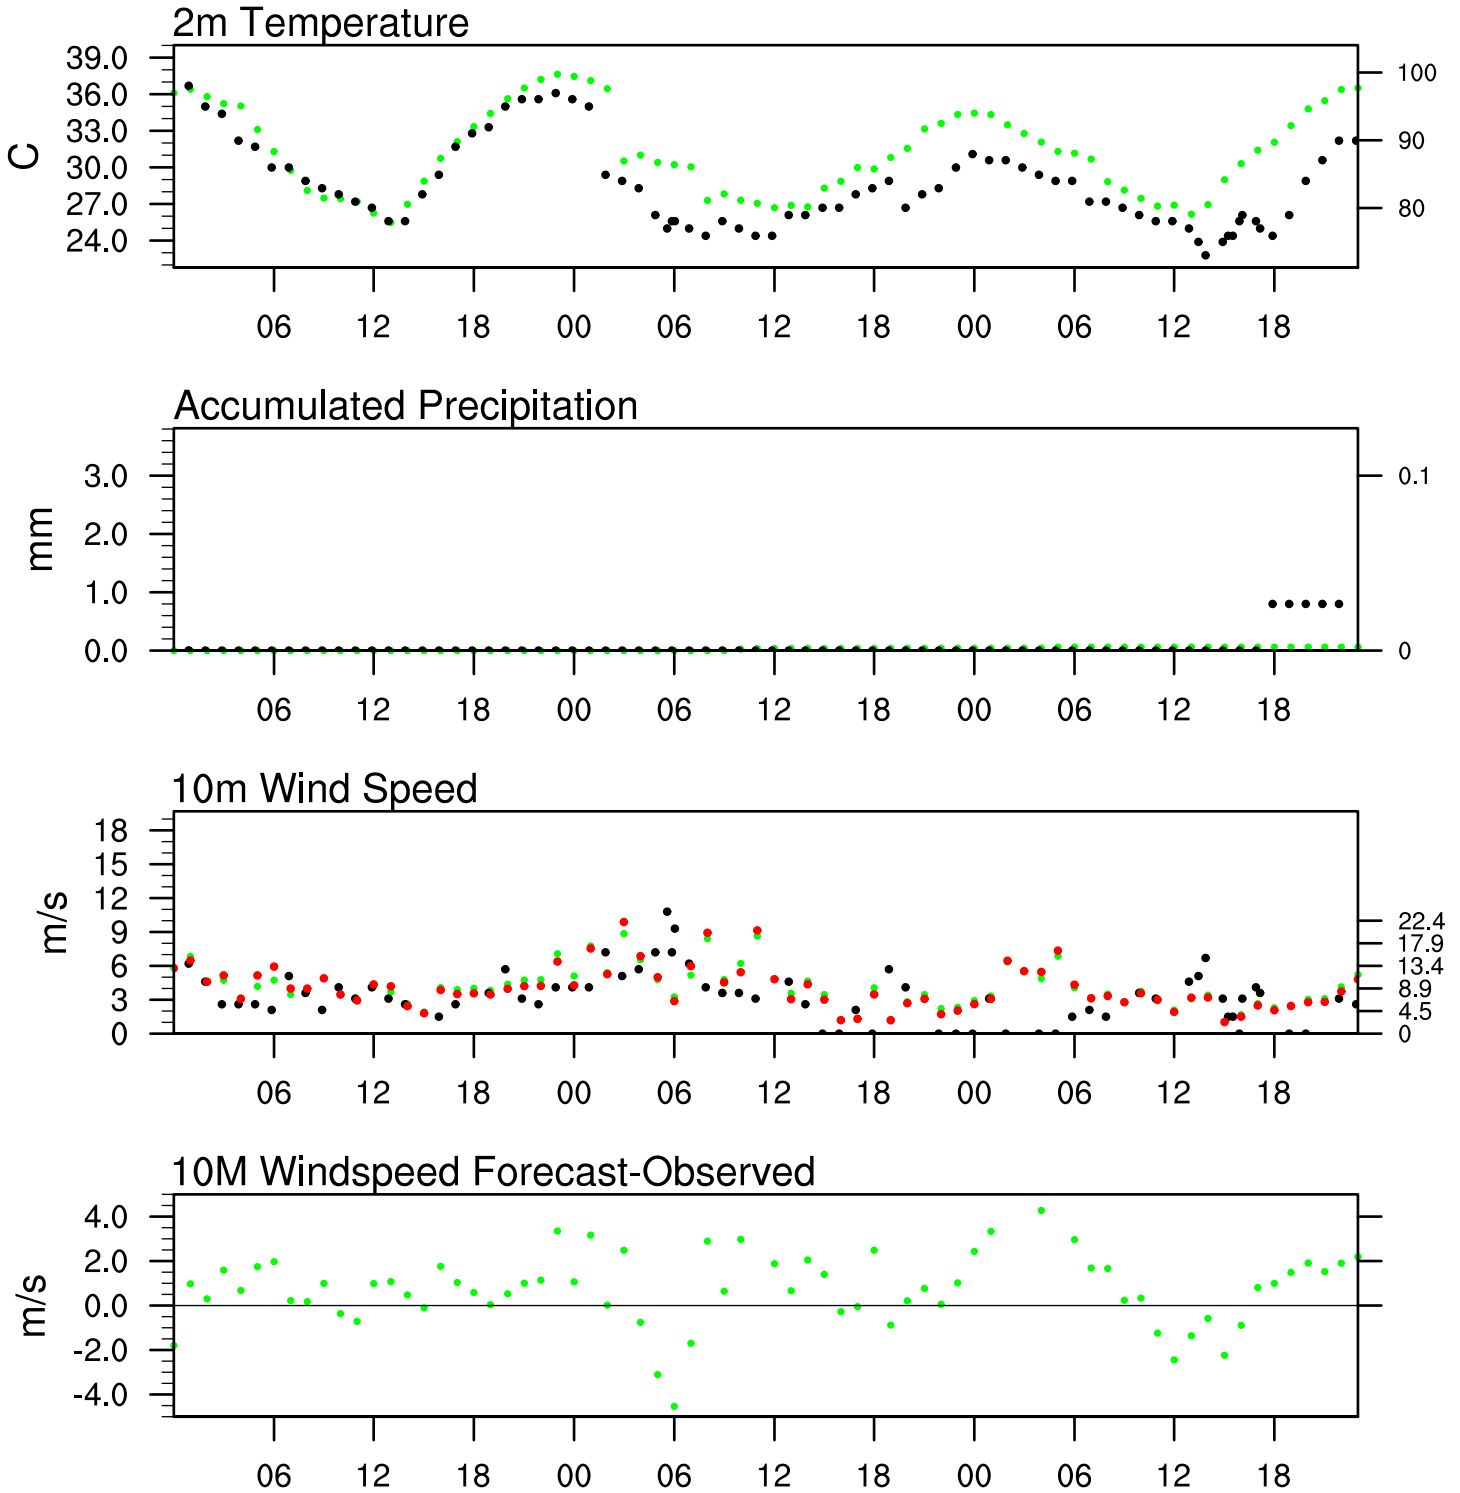 2m Temperature
39.0
36.0
33.0
30.0
27.0
24.0
C
100
90
80
06 12 18 00 06 12 18 00 06 12 18
Accumulated Precipitation
3.0
2.0
1.0
0.0
mm
0.1
0
06 12 18 00 06 12 18 00 06 12 18
10m Wind Speed
18
15
12
9
6
3
0
m/s
22.4
17.9
13.4
8.9
4.5
0
06 12 18 00 06 12 18 00 06 12 18
10M Windspeed Forecast-Observed
4.0
2.0
0.0
-2.0
-4.0
m/s
06 12 18 00 06 12 18 00 06 12 18